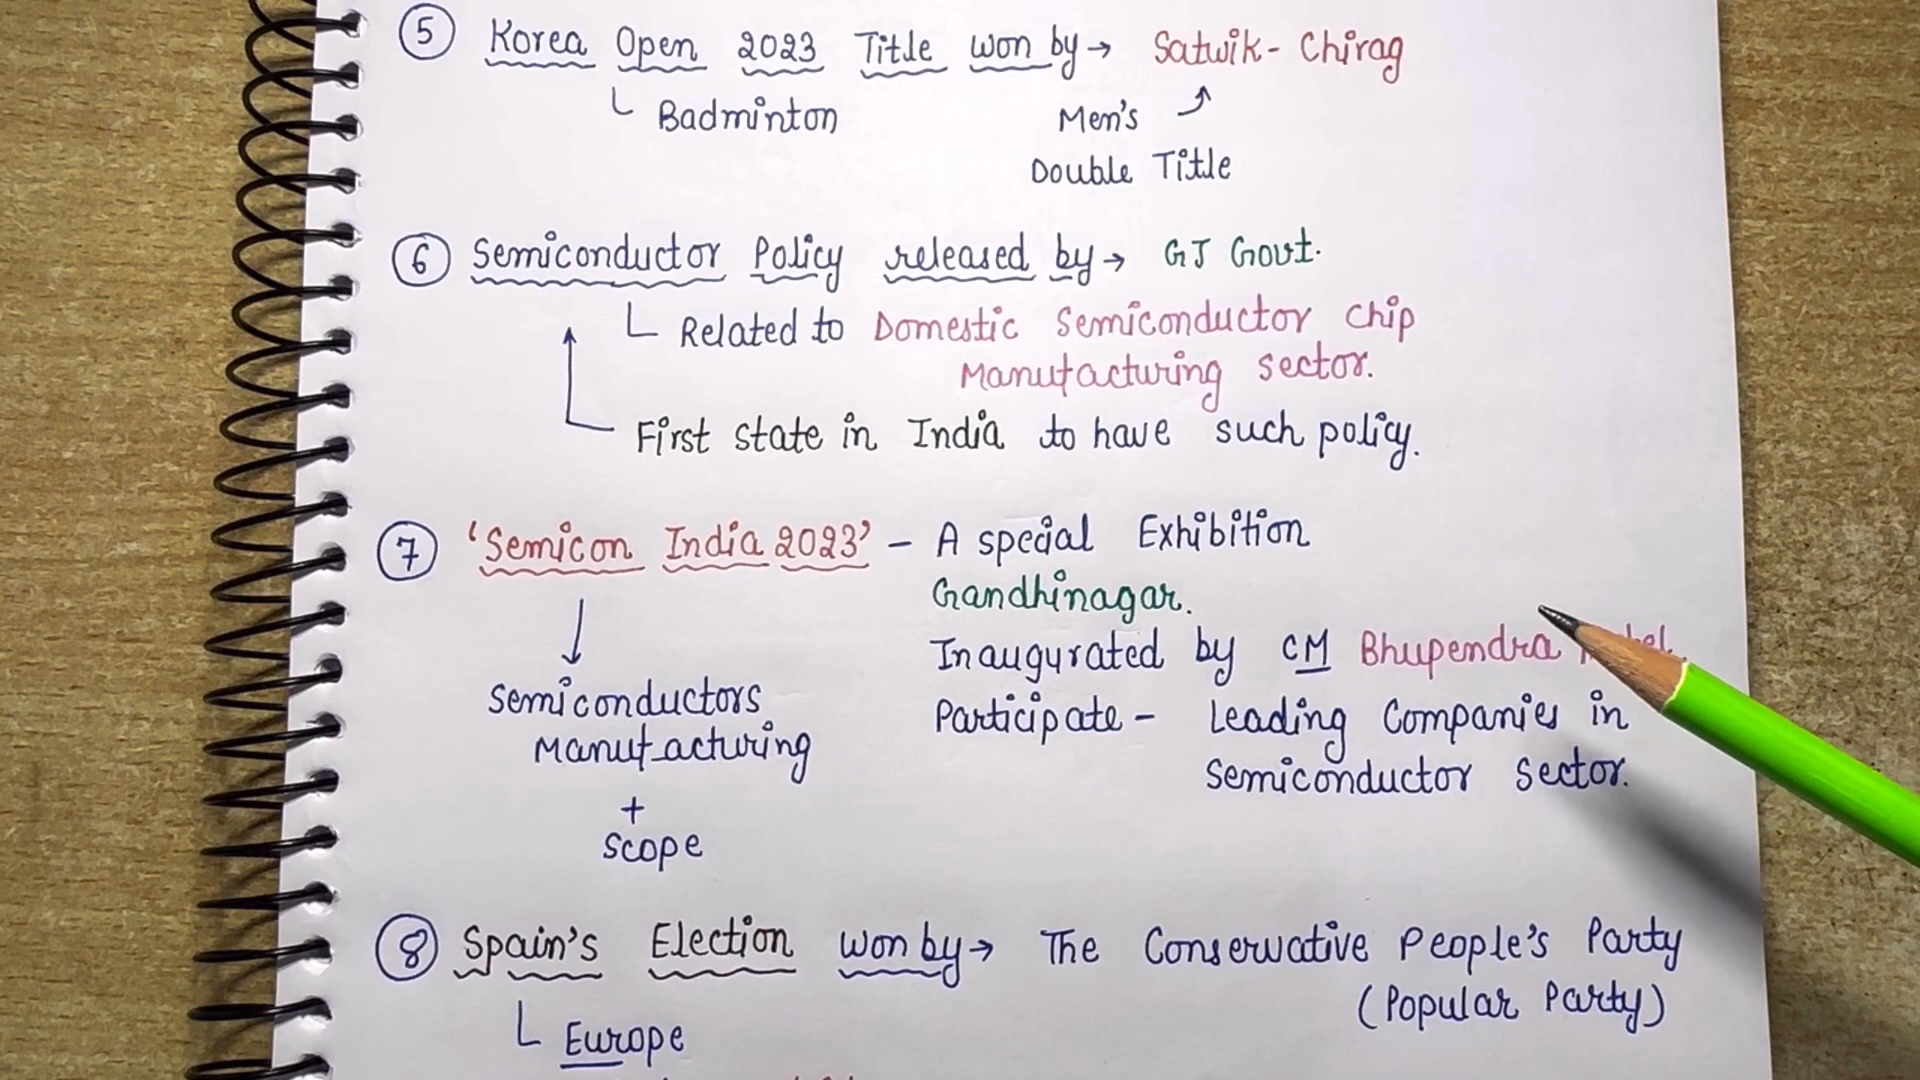 5 Korea Open 2023 Title won by → Satwik - Chirag
Badminton
Men's
Double Title
6 Semiconductor Policy released by → GJ Govt.
Related to Domestic Semiconductor chip
Manufacturing sector.
First state in India to have such policy.
7 'Semicon India 2023' - A special Exhibition
Gandhinagar.
Inaugurated by CM Bhupendra
Participate - Leading Companies in
Semiconductor Sector.
Semiconductors
Manufacturing
+
Scope
8 Spain's Election won by → The Conservative People's Party
(Popular Party)
Europe